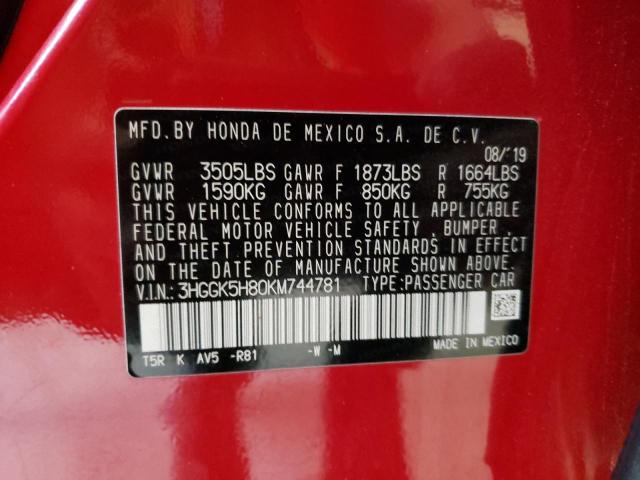 MFD. BY HONDA DE MEXICO S.A. DE C.V.
08/'19
GVWR 3505LBS GAWR F 1873LBS R 1664LBS
GVWR 1590KG GAWR F 850KG R 755KG
THIS VEHICLE CONFORMS TO ALL APPLICABLE
FEDERAL MOTOR VEHICLE SAFETY , BUMPER ,
AND THEFT PREVENTION STANDARDS IN EFFECT
ON THE DATE OF MANUFACTURE SHOWN ABOVE.
V.I.N.: 3HGGK5H80KM744781 TYPE:PASSENGER CAR
T5R K AV5 -R81 -W -M
MADE IN MEXICO